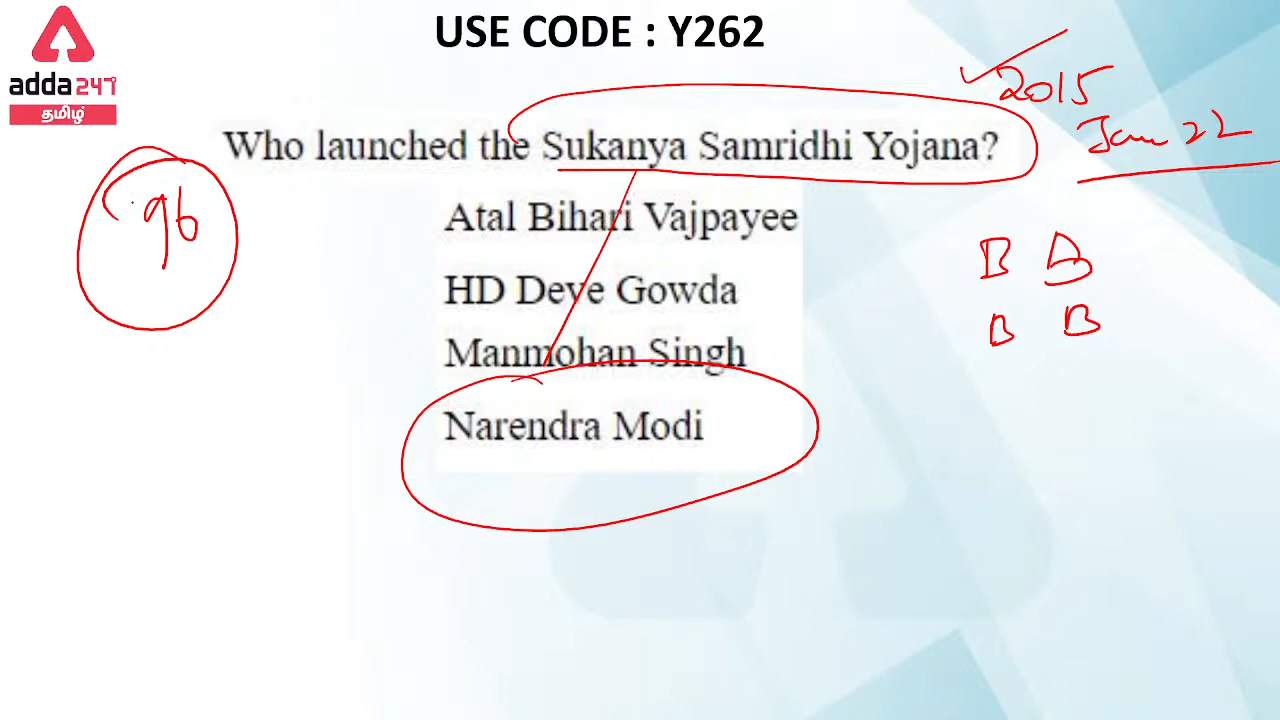 USE CODE : Y262
adda247
தமிழ்
2015
Jan 22
Who launched the Sukanya Samridhi Yojana?
96
Atal Bihari Vajpayee
HD Deve Gowda
Manmohan Singh
Narendra Modi
B B
B B